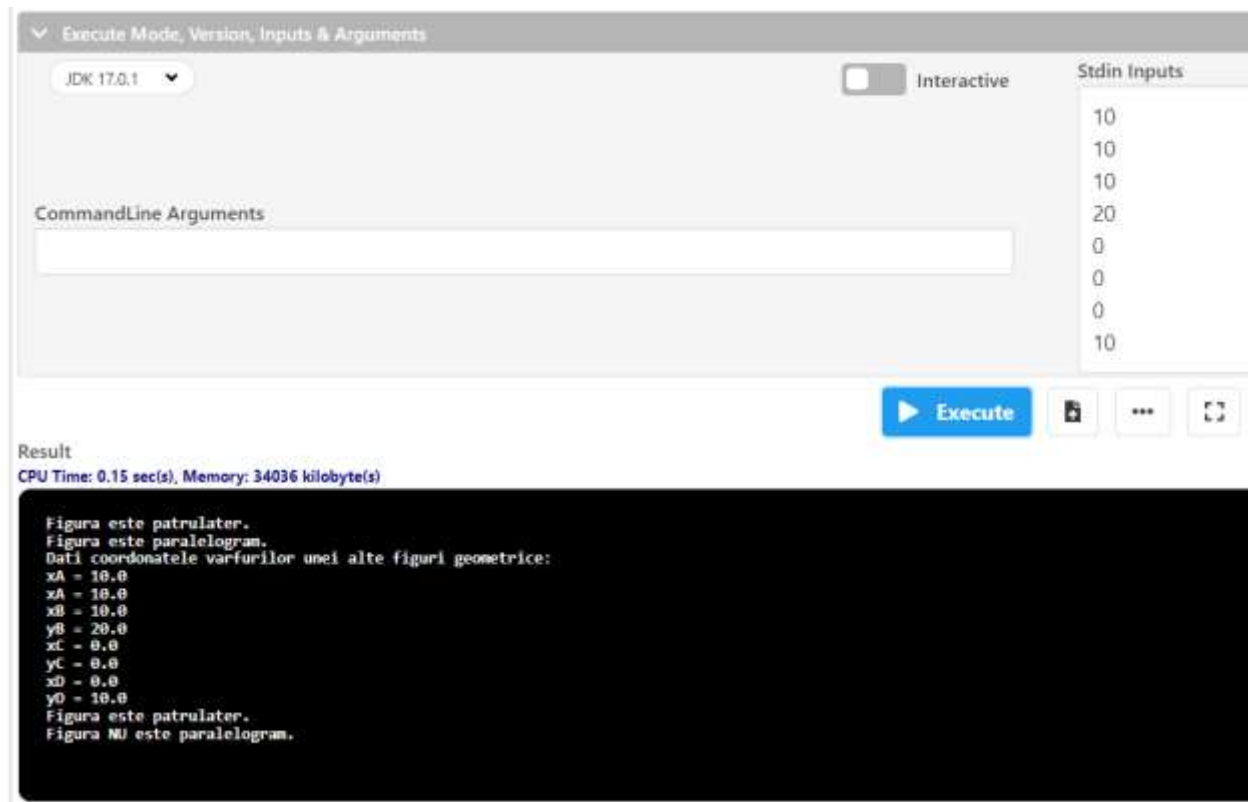 Execute Mode, Version, Inputs & Arguments
JDK 17.0.1
Interactive
Stdin Inputs
10
10
10
20
0
0
0
10
CommandLine Arguments
Execute
Result
CPU Time: 0.15 sec(s), Memory: 34036 kilobyte(s)
Figura este patrulater.
Figura este paralelogram.
Dati coordonatele varfurilor unei alte figuri geometrice:
xA = 10.0
xA = 10.0
xB = 10.0
yB = 20.0
xC = 0.0
yC = 0.0
xD = 0.0
yD = 10.0
Figura este patrulater.
Figura NU este paralelogram.